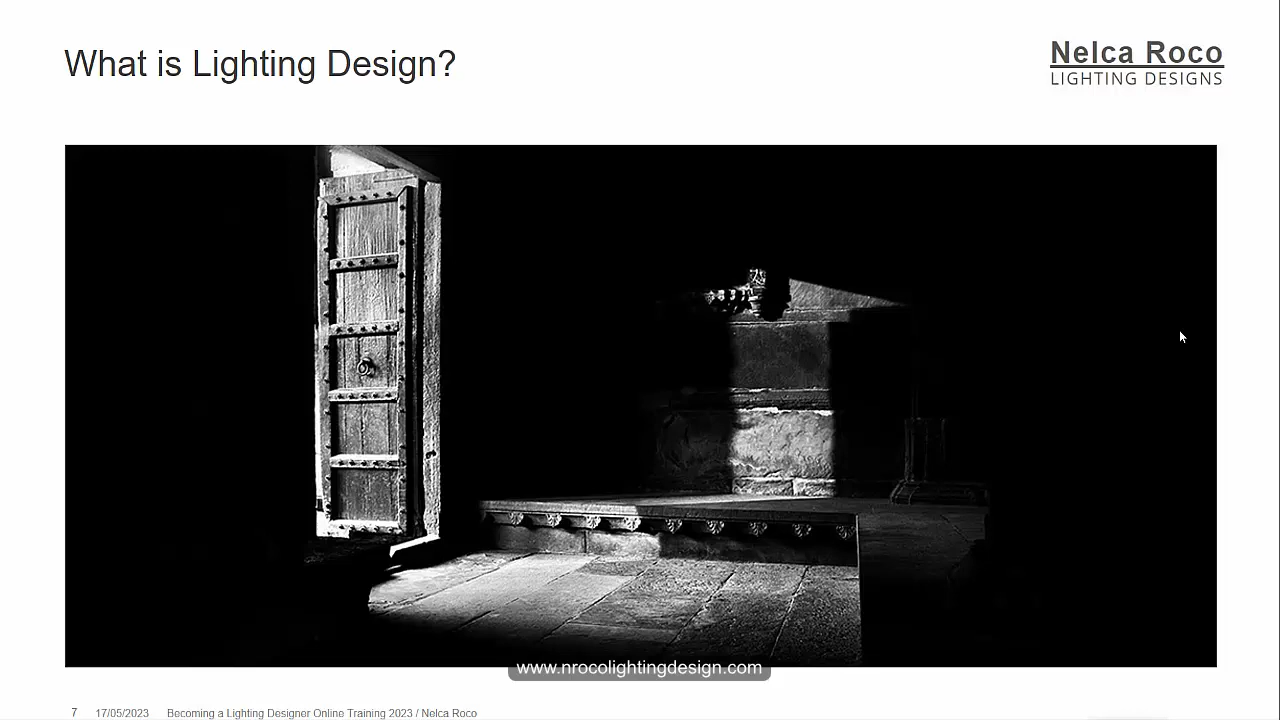 What is Lighting Design?
Nelca Roco
LIGHTING DESIGNS
www.nrocolightingdesign.com
7 17/05/2023 Becoming a Lighting Designer Online Training 2023 / Nelca Roco